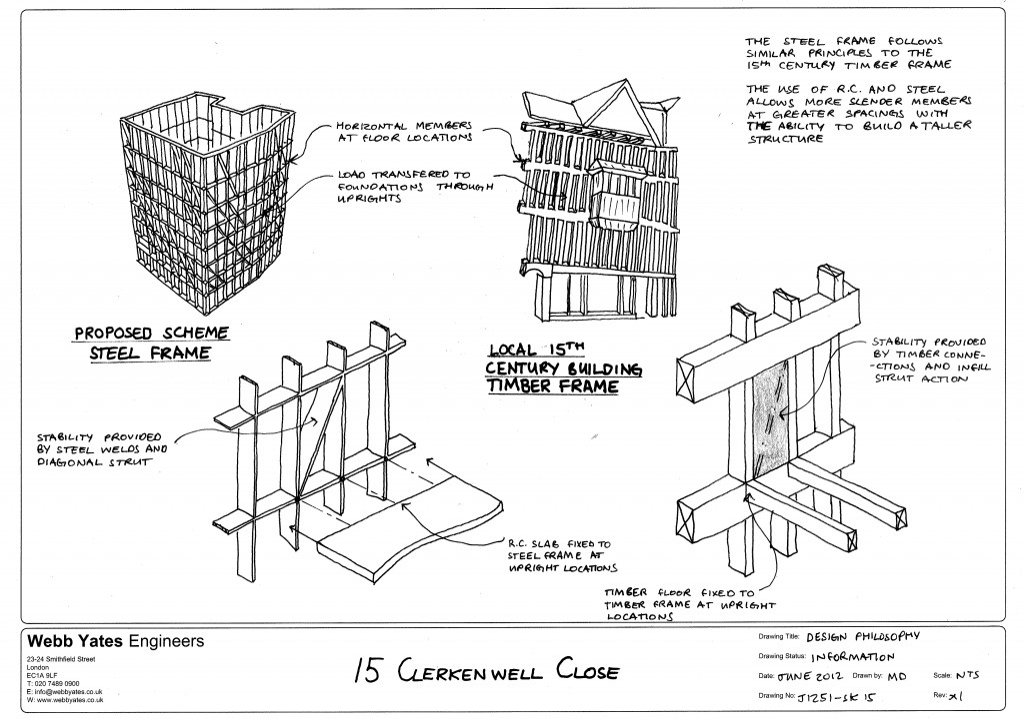 THE STEEL FRAME FOLLOWS
SIMILAR PRINCIPLES TO THE
15TH CENTURY TIMBER FRAME
THE USE OF R.C. AND STEEL
ALLOWS MORE SLENDER MEMBERS
AT GREATER SPACINGS WITH
THE ABILITY TO BUILD A TALLER
STRUCTURE
HORIZONTAL MEMBERS
AT FLOOR LOCATIONS
LOAD TRANSFERED TO
FOUNDATIONS THROUGH
UPRIGHTS
PROPOSED SCHEME
STEEL FRAME
LOCAL 15TH
CENTURY BUILDING
TIMBER FRAME
STABILITY PROVIDED
BY TIMBER CONNE-
-CTIONS AND INFILL
STRUT ACTION
STABILITY PROVIDED
BY STEEL WELDS AND
DIAGONAL STRUT
R.C. SLAB FIXED TO
STEEL FRAME AT
UPRIGHT LOCATIONS
TIMBER FLOOR FIXED TO
TIMBER FRAME AT UPRIGHT
LOCATIONS
Webb Yates Engineers
23-24 Smithfield Street
London
EC1A 9LF
T: 020 7489 0900
E: info@webbyates.co.uk
W: www.webbyates.co.uk
15 CLERKENWELL CLOSE
Drawing Title: DESIGN PHILOSOPHY
Drawing Status: INFORMATION
Date: JUNE 2012 Drawn by: MD Scale: NTS
Drawing No: J1251-SK 15 Rev: X1